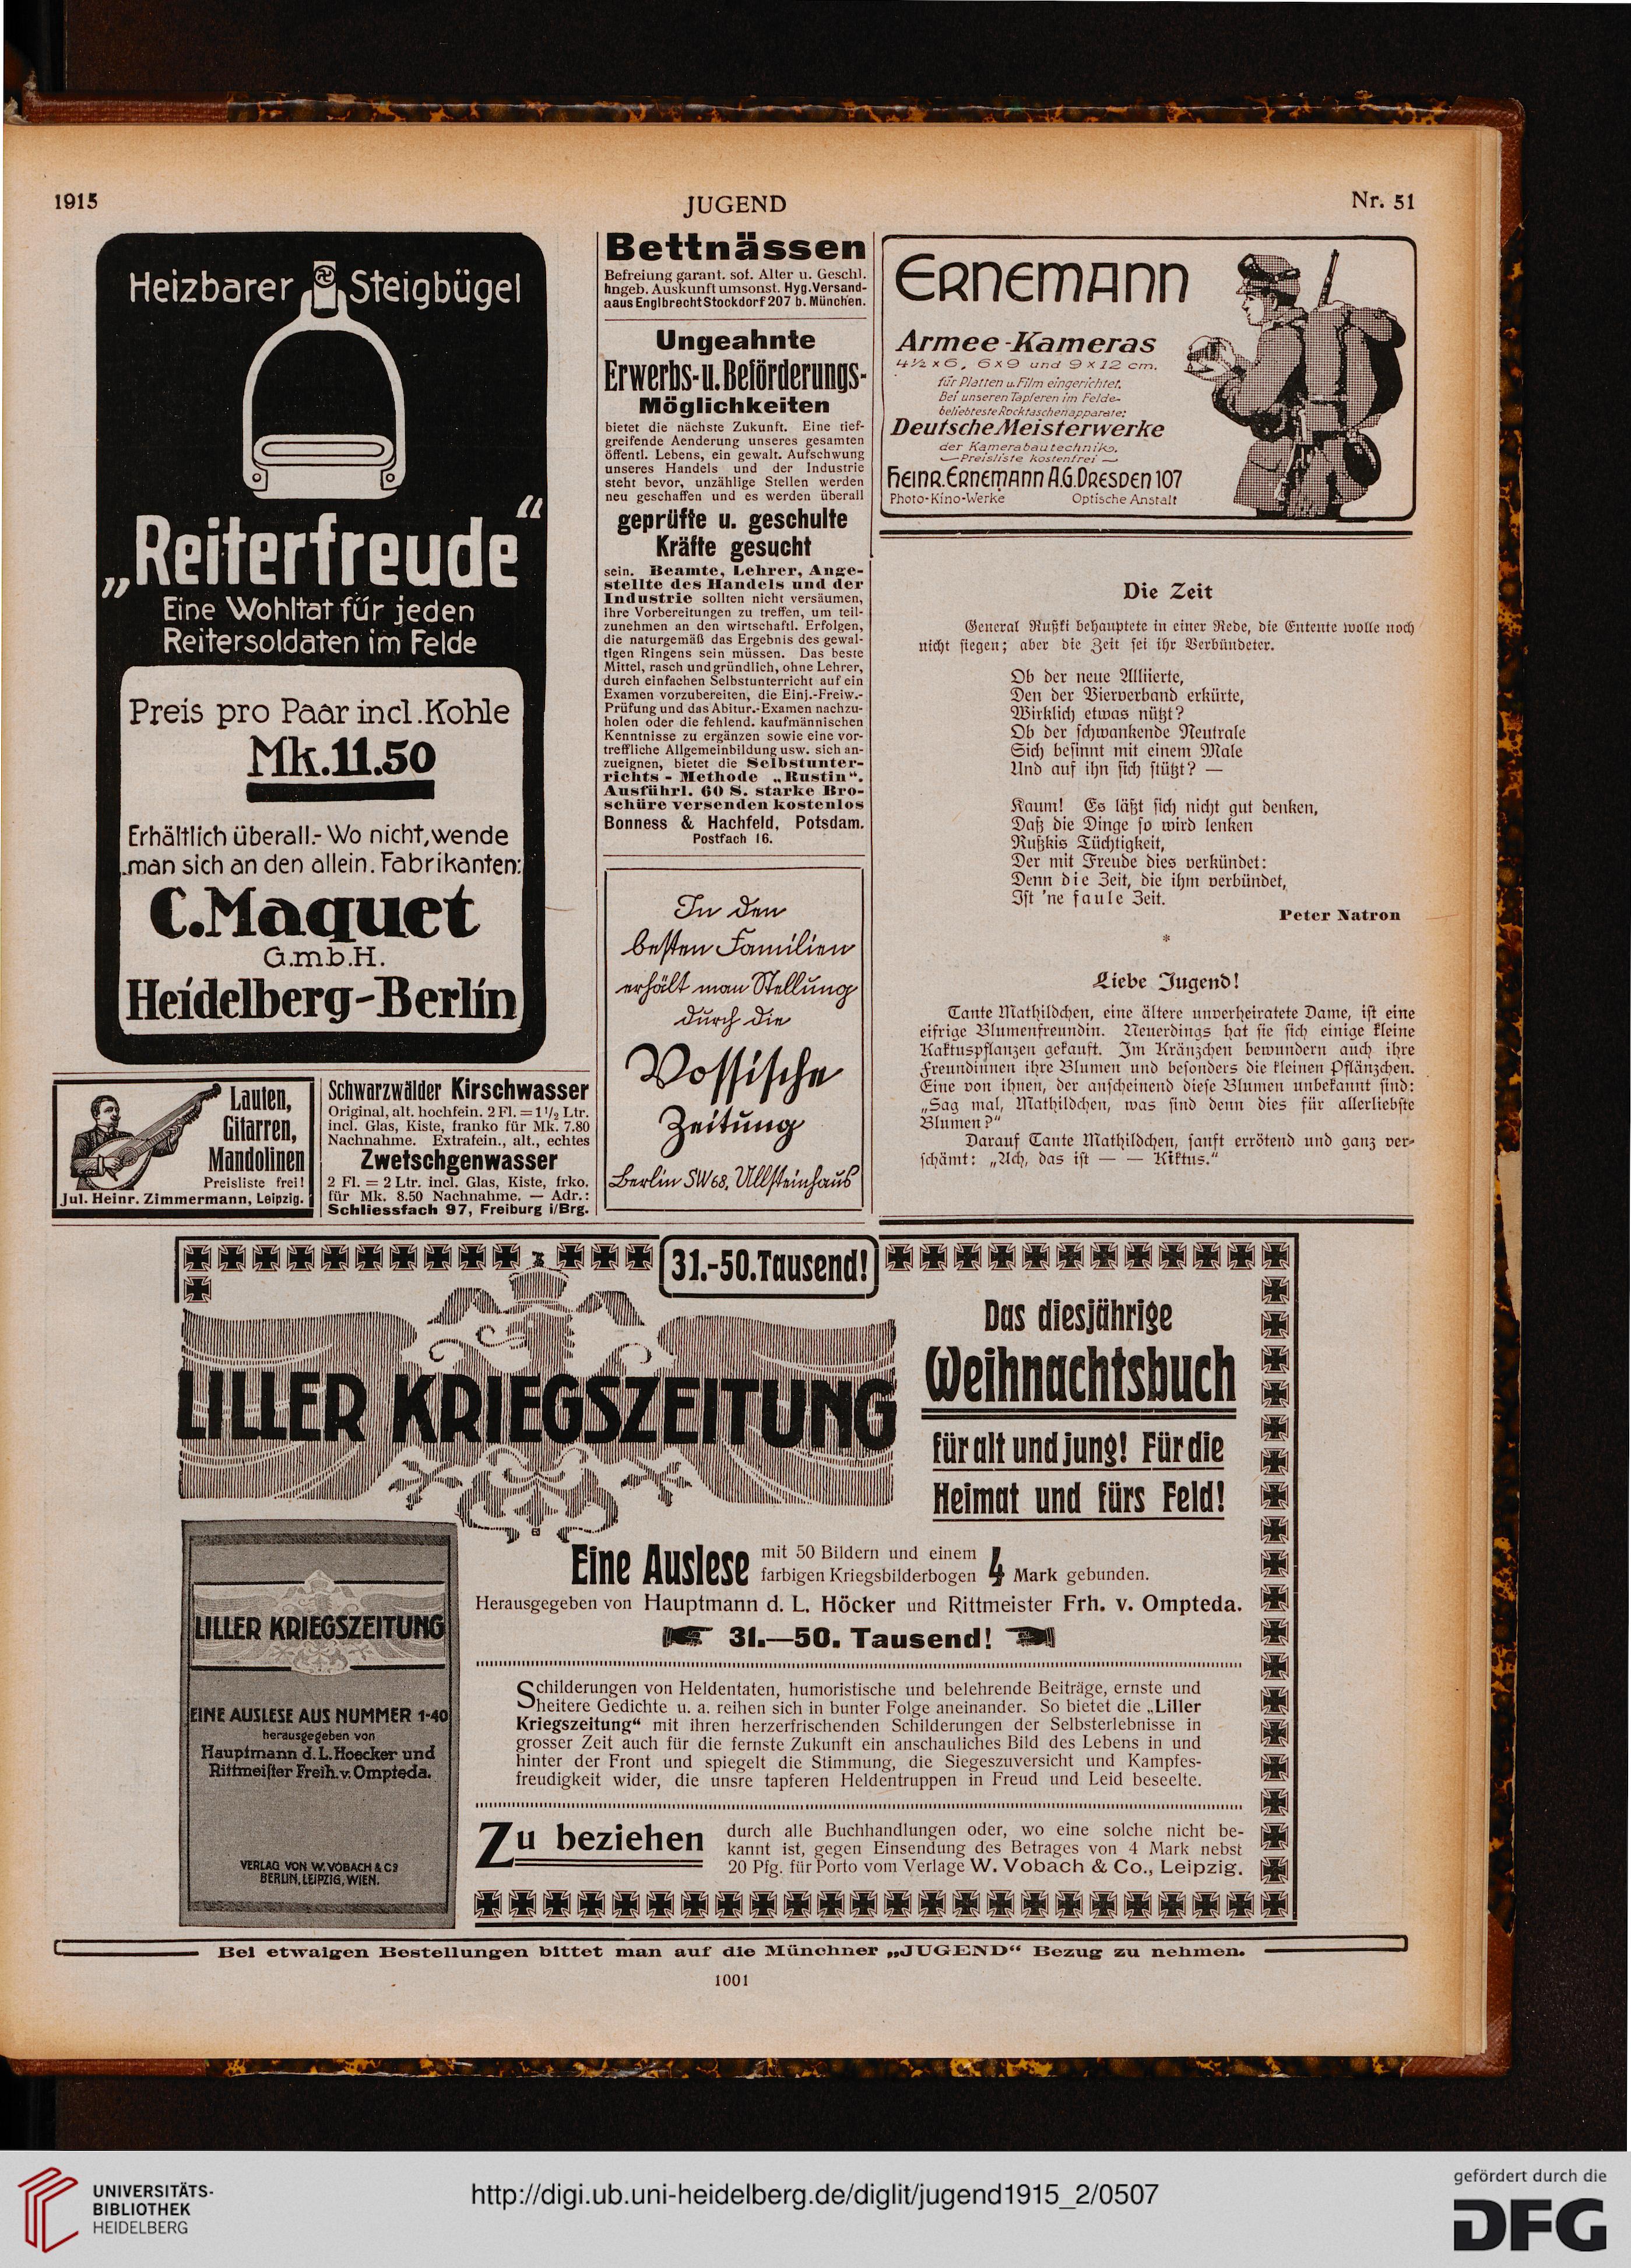 1915
JUGEND
Nr. 51
Heizbarer Steigbügel
„Reiterfreude“
Eine Wohltat für jeden
Reitersoldaten im Felde
Preis pro Paar incl. Kohle
Mk. 11.50
Erhältlich überall.- Wo nicht, wende
man sich an den allein. Fabrikanten:
C. Maquet
G.m.b.H.
Heidelberg-Berlin
Lauten,
Gitarren,
Mandolinen
Preisliste frei!
Jul. Heinr. Zimmermann, Leipzig.
Schwarzwälder Kirschwasser
Original, alt. hochfein. 2 Fl. = 1 1/2 Ltr.
incl. Glas, Kiste, franko für Mk. 7.80
Nachnahme. Extrafein., alt., echtes
Zwetschgenwasser
2 Fl. = 2 Ltr. incl. Glas, Kiste, frko.
für Mk. 8.50 Nachnahme. — Adr.:
Schliessfach 97, Freiburg i/Brg.
Bettnässen
Befreiung garant. sof. Alter u. Geschl.
hngeb. Auskunft umsonst. Hyg. Versand-
aaus Englbrecht Stockdorf 207 b. München.
Ungeahnte
Erwerbs- u. Beförderungs-
Möglichkeiten
bietet die nächste Zukunft. Eine tief-
greifende Aenderung unseres gesamten
öffentl. Lebens, ein gewalt. Aufschwung
unseres Handels und der Industrie
steht bevor, unzählige Stellen werden
neu geschaffen und es werden überall
geprüfte u. geschulte
Kräfte gesucht
sein. Beamte, Lehrer, Ange-
stellte des Handels und der
Industrie sollten nicht versäumen,
ihre Vorbereitungen zu treffen, um teil-
zunehmen an den wirtschaftl. Erfolgen,
die naturgemäß das Ergebnis des gewal-
tigen Ringens sein müssen. Das beste
Mittel, rasch und gründlich, ohne Lehrer,
durch einfachen Selbstunterricht auf ein
Examen vorzubereiten, die Einj.-Freiw.-
Prüfung und das Abitur.-Examen nachzu-
holen oder die fehlend. kaufmännischen
Kenntnisse zu ergänzen sowie eine vor-
treffliche Allgemeinbildung usw. sich an-
zueignen, bietet die Selbstunter-
richts - Methode „Rustin“.
Ausführl. 60 S. starke Bro-
schüre versenden kostenlos
Bonness & Hachfeld, Potsdam.
Postfach 16.
In den
besten Familien
erhält man Stellung
durch die
Vossische
Zeitung
Berlin SW 68, Ullsteinhaus
ERNEMANN
Armee-Kameras
4½ x 6, 6 x 9 und 9 x 12 cm.
für Platten u. Film eingerichtet.
Bei unseren Tapferen im Felde-
beliebteste Rocktaschenapparate:
Deutsche Meisterwerke
der Kamerabautechnik.
— Preisliste kostenfrei —
HEINR. ERNEMANN A.G. DRESDEN 107
Photo-Kino-Werke Optische Anstalt
Die Zeit
General Rußki behauptete in einer Rede, die Entente wolle noch
nicht siegen; aber die Zeit sei ihr Verbündeter.
Ob der neue Alliierte,
Den der Vierverband erkürte,
Wirklich etwas nützt?
Ob der schwankende Neutrale
Sich besinnt mit einem Male
Und auf ihn sich stützt? —
Kaum! Es läßt sich nicht gut denken,
Daß die Dinge so wird lenken
Rußkis Tüchtigkeit,
Der mit Freude dies verkündet:
Denn die Zeit, die ihm verbündet,
Ist 'ne faule Zeit.
Peter Natron
*
Liebe Jugend!
Tante Mathildchen, eine ältere unverheiratete Dame, ist eine
eifrige Blumenfreundin. Neuerdings hat sie sich einige kleine
Kaktuspflanzen gekauft. Im Kränzchen bewundern auch ihre
Freundinnen ihre Blumen und besonders die kleinen Pflänzchen.
Eine von ihnen, der anscheinend diese Blumen unbekannt sind:
„Sag mal, Mathildchen, was sind denn dies für allerliebste
Blumen?“
Darauf Tante Mathildchen, sanft errötend und ganz ver-
schämt: „Ach, das ist — — Kiktus.“
31.-50. Tausend!
LILLER KRIEGSZEITUNG
Das diesjährige
Weihnachtsbuch
für alt und jung! Für die
Heimat und fürs Feld!
LILLER KRIEGSZEITUNG
EINE AUSLESE AUS NUMMER 1-40
herausgegeben von
Hauptmann d. L. Hoecker und
Rittmeister Freih. v. Ompteda.
VERLAG VON W. VOBACH & Co
BERLIN, LEIPZIG, WIEN.
Eine Auslese mit 50 Bildern und einem
farbigen Kriegsbilderbogen 4 Mark gebunden.
Herausgegeben von Hauptmann d. L. Höcker und Rittmeister Frh. v. Ompteda.
31.—50. Tausend!
Schilderungen von Heldentaten, humoristische und belehrende Beiträge, ernste und
heitere Gedichte u. a. reihen sich in bunter Folge aneinander. So bietet die „Liller
Kriegszeitung“ mit ihren herzerfrischenden Schilderungen der Selbsterlebnisse in
grosser Zeit auch für die fernste Zukunft ein anschauliches Bild des Lebens in und
hinter der Front und spiegelt die Stimmung, die Siegeszuversicht und Kampfes-
freudigkeit wider, die unsre tapferen Heldentruppen in Freud und Leid beseelte.
Zu beziehen durch alle Buchhandlungen oder, wo eine solche nicht be-
kannt ist, gegen Einsendung des Betrages von 4 Mark nebst
20 Pfg. für Porto vom Verlage W. Vobach & Co., Leipzig.
Bei etwaigen Bestellungen bittet man auf die Münchner „JUGEND“ Bezug zu nehmen.
1001
UNIVERSITÄTS-
BIBLIOTHEK
HEIDELBERG
http://digi.ub.uni-heidelberg.de/diglit/jugend1915_2/0507
gefördert durch die
DFG